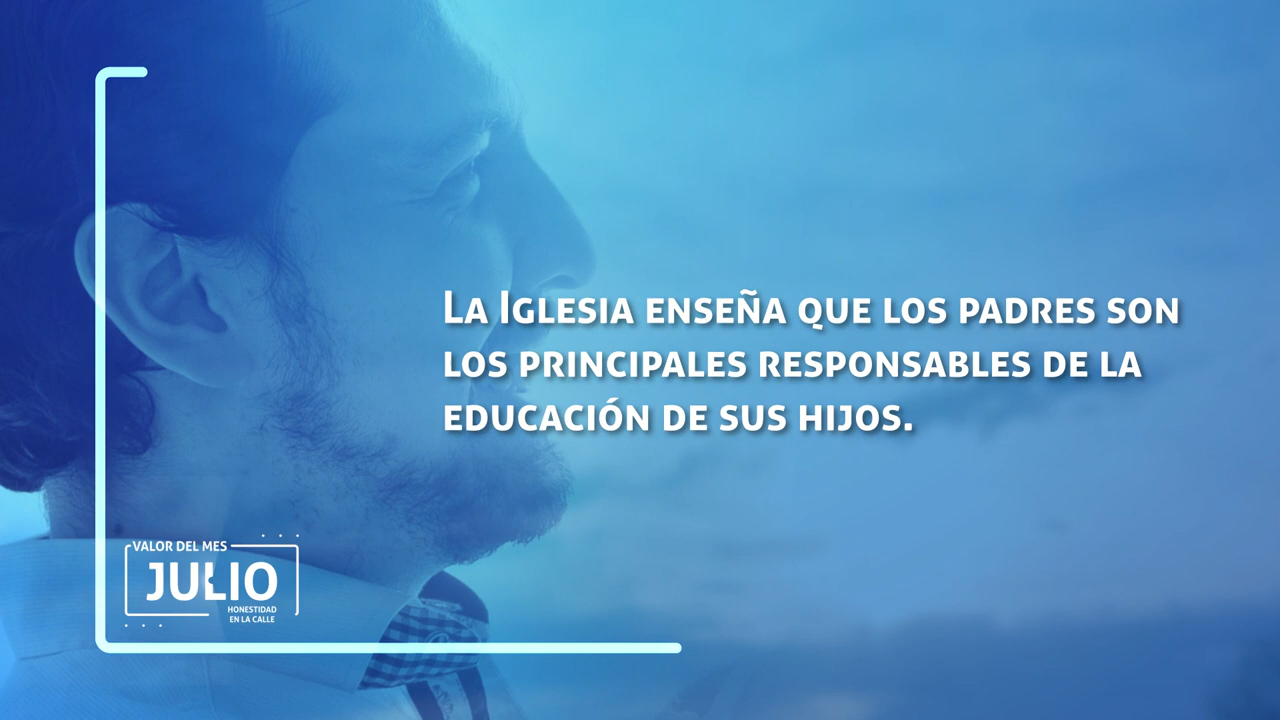 La Iglesia enseña que los padres son
los principales responsables de la
educación de sus hijos.
VALOR DEL MES
JULIO
HONESTIDAD
EN LA CALLE